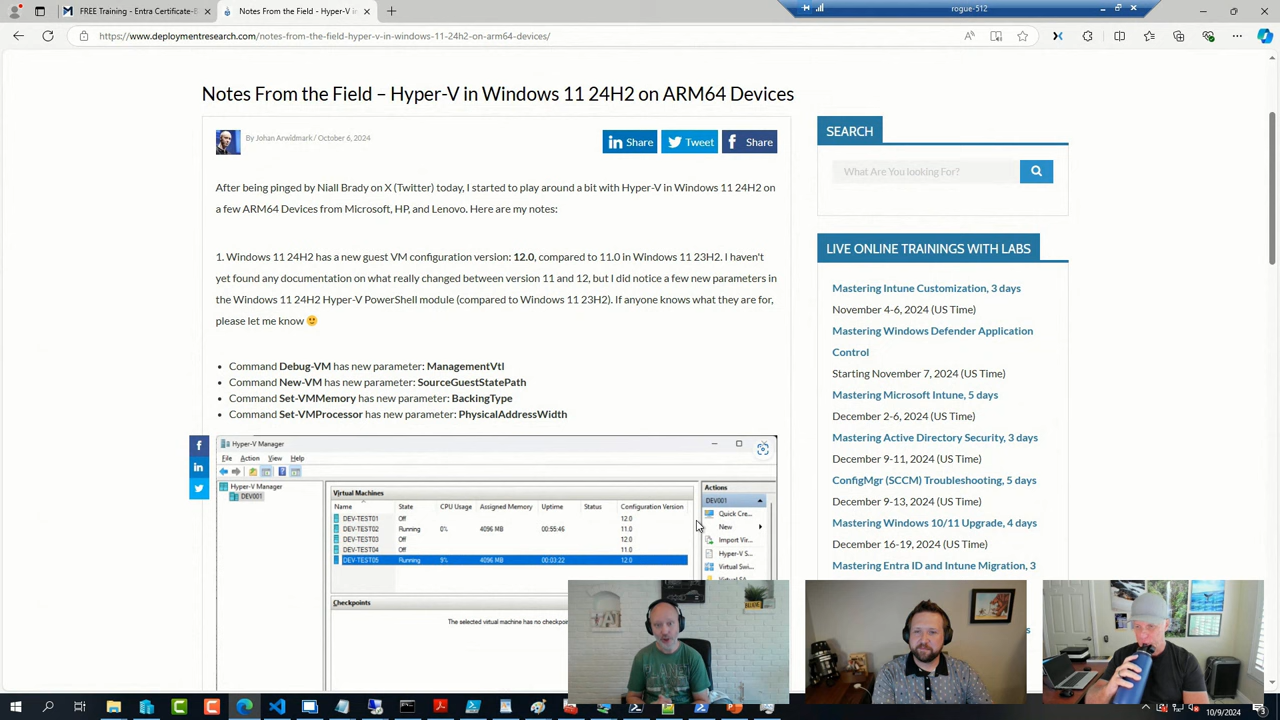 FREE Training - Entra Certificate-B
Notes From the Field – Hyper-V in
rogue-512
https://www.deploymentresearch.com/notes-from-the-field-hyper-v-in-windows-11-24h2-on-arm64-devices/
Notes From the Field – Hyper-V in Windows 11 24H2 on ARM64 Devices
By Johan Arwidmark / October 6, 2024
in Share
Tweet
f Share
After being pinged by Niall Brady on X (Twitter) today, I started to play around a bit with Hyper-V in Windows 11 24H2 on
a few ARM64 Devices from Microsoft, HP, and Lenovo. Here are my notes:
1. Windows 11 24H2 has a new guest VM configuration version: 12.0, compared to 11.0 in Windows 11 23H2. I haven't
yet found any documentation on what really changed between version 11 and 12, but I did notice a few new parameters in
the Windows 11 24H2 Hyper-V PowerShell module (compared to Windows 11 23H2). If anyone knows what they are for,
please let me know 🙂
• Command Debug-VM has new parameter: ManagementVtl
• Command New-VM has new parameter: SourceGuestStatePath
• Command Set-VMMemory has new parameter: BackingType
• Command Set-VMProcessor has new parameter: PhysicalAddressWidth
Hyper-V Manager
File Action View Help
Hyper-V Manager
DEV001
Virtual Machines
Name State CPU Usage Assigned Memory Uptime Status Configuration Version
DEV-TEST01 Off 12.0
DEV-TEST02 Running 0% 4096 MB 00:55:46 11.0
DEV-TEST03 Off 12.0
DEV-TEST04 Off 11.0
DEV-TEST05 Running 9% 4096 MB 00:03:22 12.0
Checkpoints
The selected virtual machine has no checkpoin
Actions
DEV001
Quick Cre...
New
Import Vir...
Hyper-V S...
Virtual Swi...
Virtual SA
SEARCH
What Are You looking For?
LIVE ONLINE TRAININGS WITH LABS
Mastering Intune Customization, 3 days
November 4-6, 2024 (US Time)
Mastering Windows Defender Application
Control
Starting November 7, 2024 (US Time)
Mastering Microsoft Intune, 5 days
December 2-6, 2024 (US Time)
Mastering Active Directory Security, 3 days
December 9-11, 2024 (US Time)
ConfigMgr (SCCM) Troubleshooting, 5 days
December 9-13, 2024 (US Time)
Mastering Windows 10/11 Upgrade, 4 days
December 16-19, 2024 (US Time)
Mastering Entra ID and Intune Migration, 3
10/9/2024